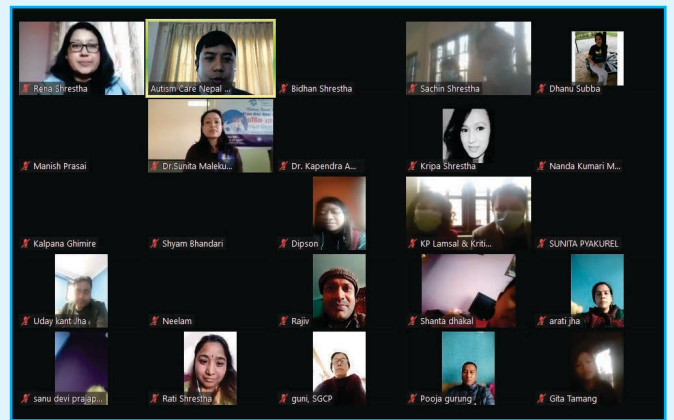 Rena Shrestha
Autism Care Nepal ...
Bidhan Shrestha
Sachin Shrestha
Dhanu Subba
Manish Prasai
Dr.Sunita Maleku...
Dr. Kapendra A...
Kripa Shrestha
Nanda Kumari M...
Kalpana Ghimire
Shyam Bhandari
Dipson
KP Lamsal & Kriti...
SUNITA PYAKUREL
Uday kant Jha
Neelam
Rajiv
Shanta dhakal
arati jha
sanu devi prajap...
Rati Shrestha
guni, SGCP
Pooja gurung
Gita Tamang